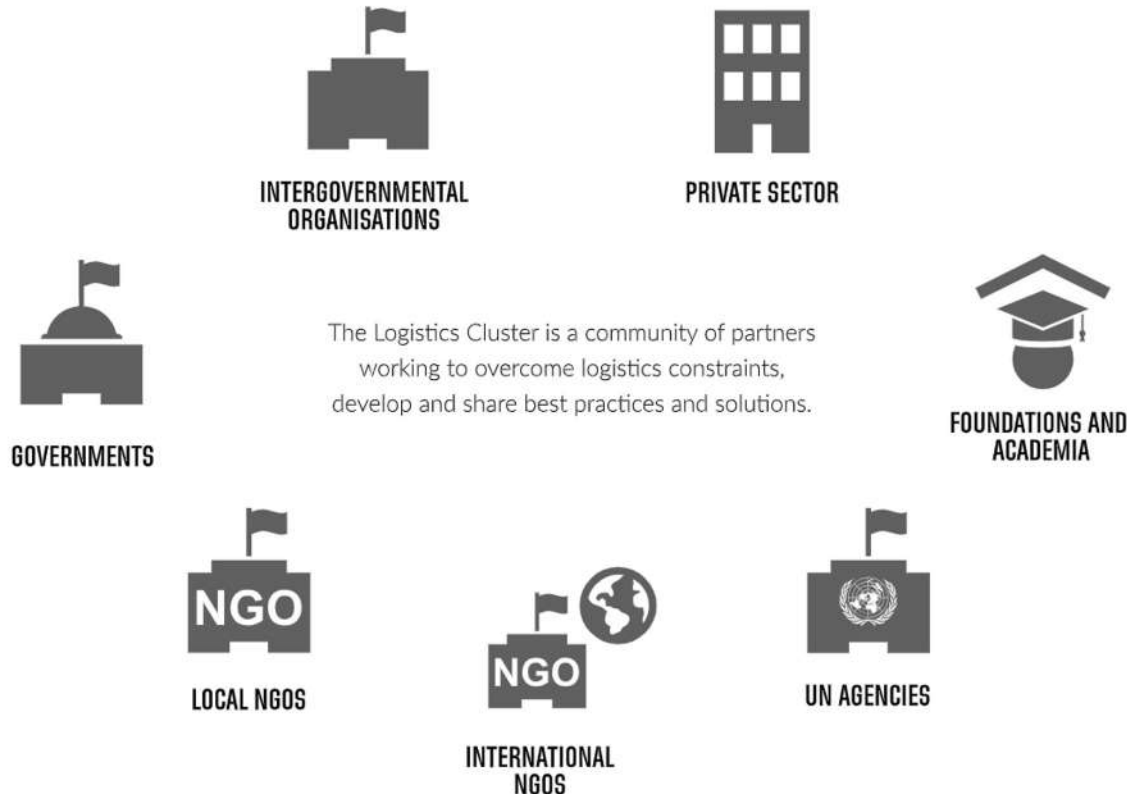 INTERGOVERNMENTAL
ORGANISATIONS
PRIVATE SECTOR
The Logistics Cluster is a community of partners
working to overcome logistics constraints,
develop and share best practices and solutions.
GOVERNMENTS
FOUNDATIONS AND
ACADEMIA
NGO
LOCAL NGOS
NGO
INTERNATIONAL
NGOS
UN AGENCIES